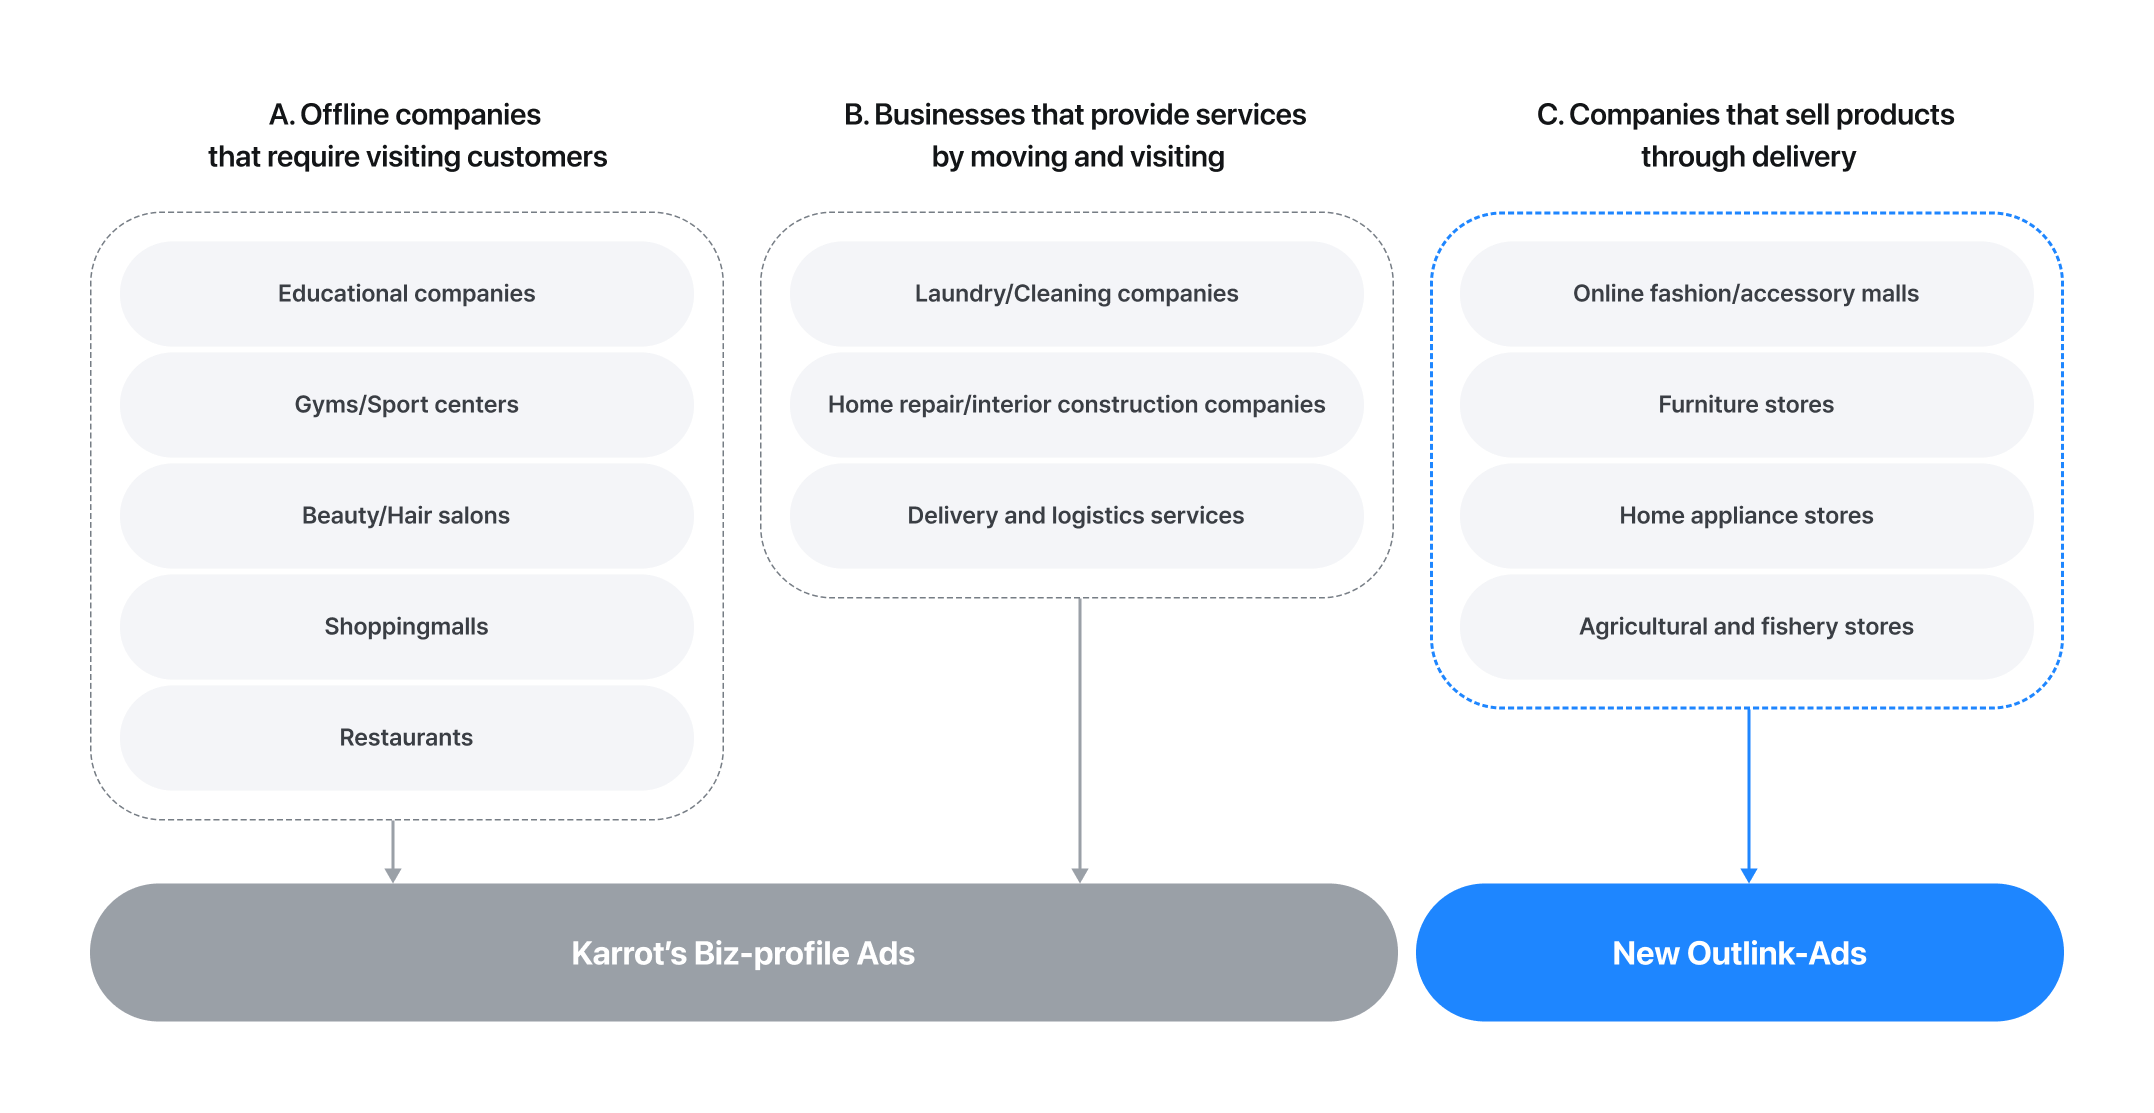 A. Offline companies
that require visiting customers
Educational companies
Gyms/Sport centers
Beauty/Hair salons
Shoppingmalls
Restaurants
B. Businesses that provide services
by moving and visiting
Laundry/Cleaning companies
Home repair/interior construction companies
Delivery and logistics services
C. Companies that sell products
through delivery
Online fashion/accessory malls
Furniture stores
Home appliance stores
Agricultural and fishery stores
Karrot’s Biz-profile Ads
New Outlink-Ads